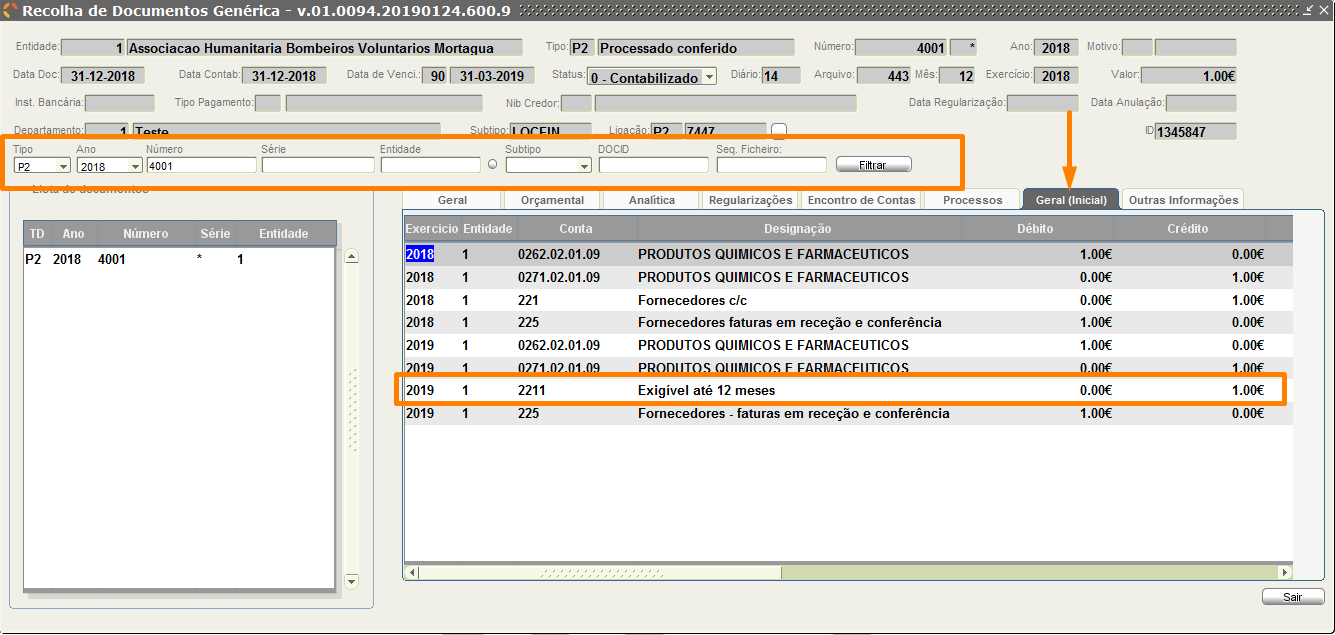 Recolha de Documentos Genérica - v.01.0094.20190124.600.9
Entidade: 1 Associacao Humanitaria Bombeiros Voluntarios Mortagua Tipo: P2 Processado conferido Número: 4001 * Ano: 2018 Motivo:
Data Doc: 31-12-2018 Data Contab: 31-12-2018 Data de Venci.: 90 31-03-2019 Status: 0 - Contabilizado Diário: 14 Arquivo: 443 Mês: 12 Exercício: 2018 Valor: 1.00€
Inst. Bancária: Tipo Pagamento: Nib Credor: Data Regularização: Data Anulação:
Departamento: 1 Teste Subtipo: LOCFIN Ligação: P2 7447 ID 1345847
Tipo Ano Número Série Entidade Subtipo DOCID Seq. Ficheiro:
P2 2018 4001 Filtrar
Lista de documentos
Geral Orçamental Analítica Regularizações Encontro de Contas Processos Geral (Inicial) Outras Informações
TD Ano Número Série Entidade
P2 2018 4001 * 1
Exercicio Entidade Conta Designação Débito Crédito
2018 1 0262.02.01.09 PRODUTOS QUIMICOS E FARMACEUTICOS 1.00€ 0.00€
2018 1 0271.02.01.09 PRODUTOS QUIMICOS E FARMACEUTICOS 0.00€ 1.00€
2018 1 221 Fornecedores c/c 0.00€ 1.00€
2018 1 225 Fornecedores faturas em receção e conferência 1.00€ 0.00€
2019 1 0262.02.01.09 PRODUTOS QUIMICOS E FARMACEUTICOS 1.00€ 0.00€
2019 1 0271.02.01.09 PRODUTOS QUIMICOS E FARMACEUTICOS 0.00€ 1.00€
2019 1 2211 Exigível até 12 meses 0.00€ 1.00€
2019 1 225 Fornecedores - faturas em receção e conferência 1.00€ 0.00€
Sair